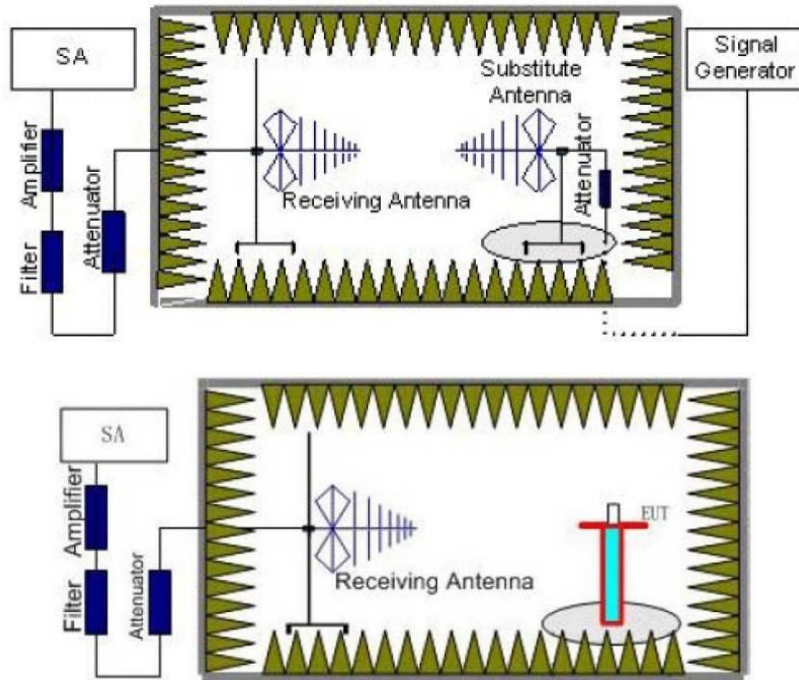 SA
Signal
Generator
Substitute
Antenna
Amplifier
Attenuator
Attenuator
Receiving Antenna
Filter
SA
Amplifier
EUT
Receiving Antenna
Filter
Attenuator